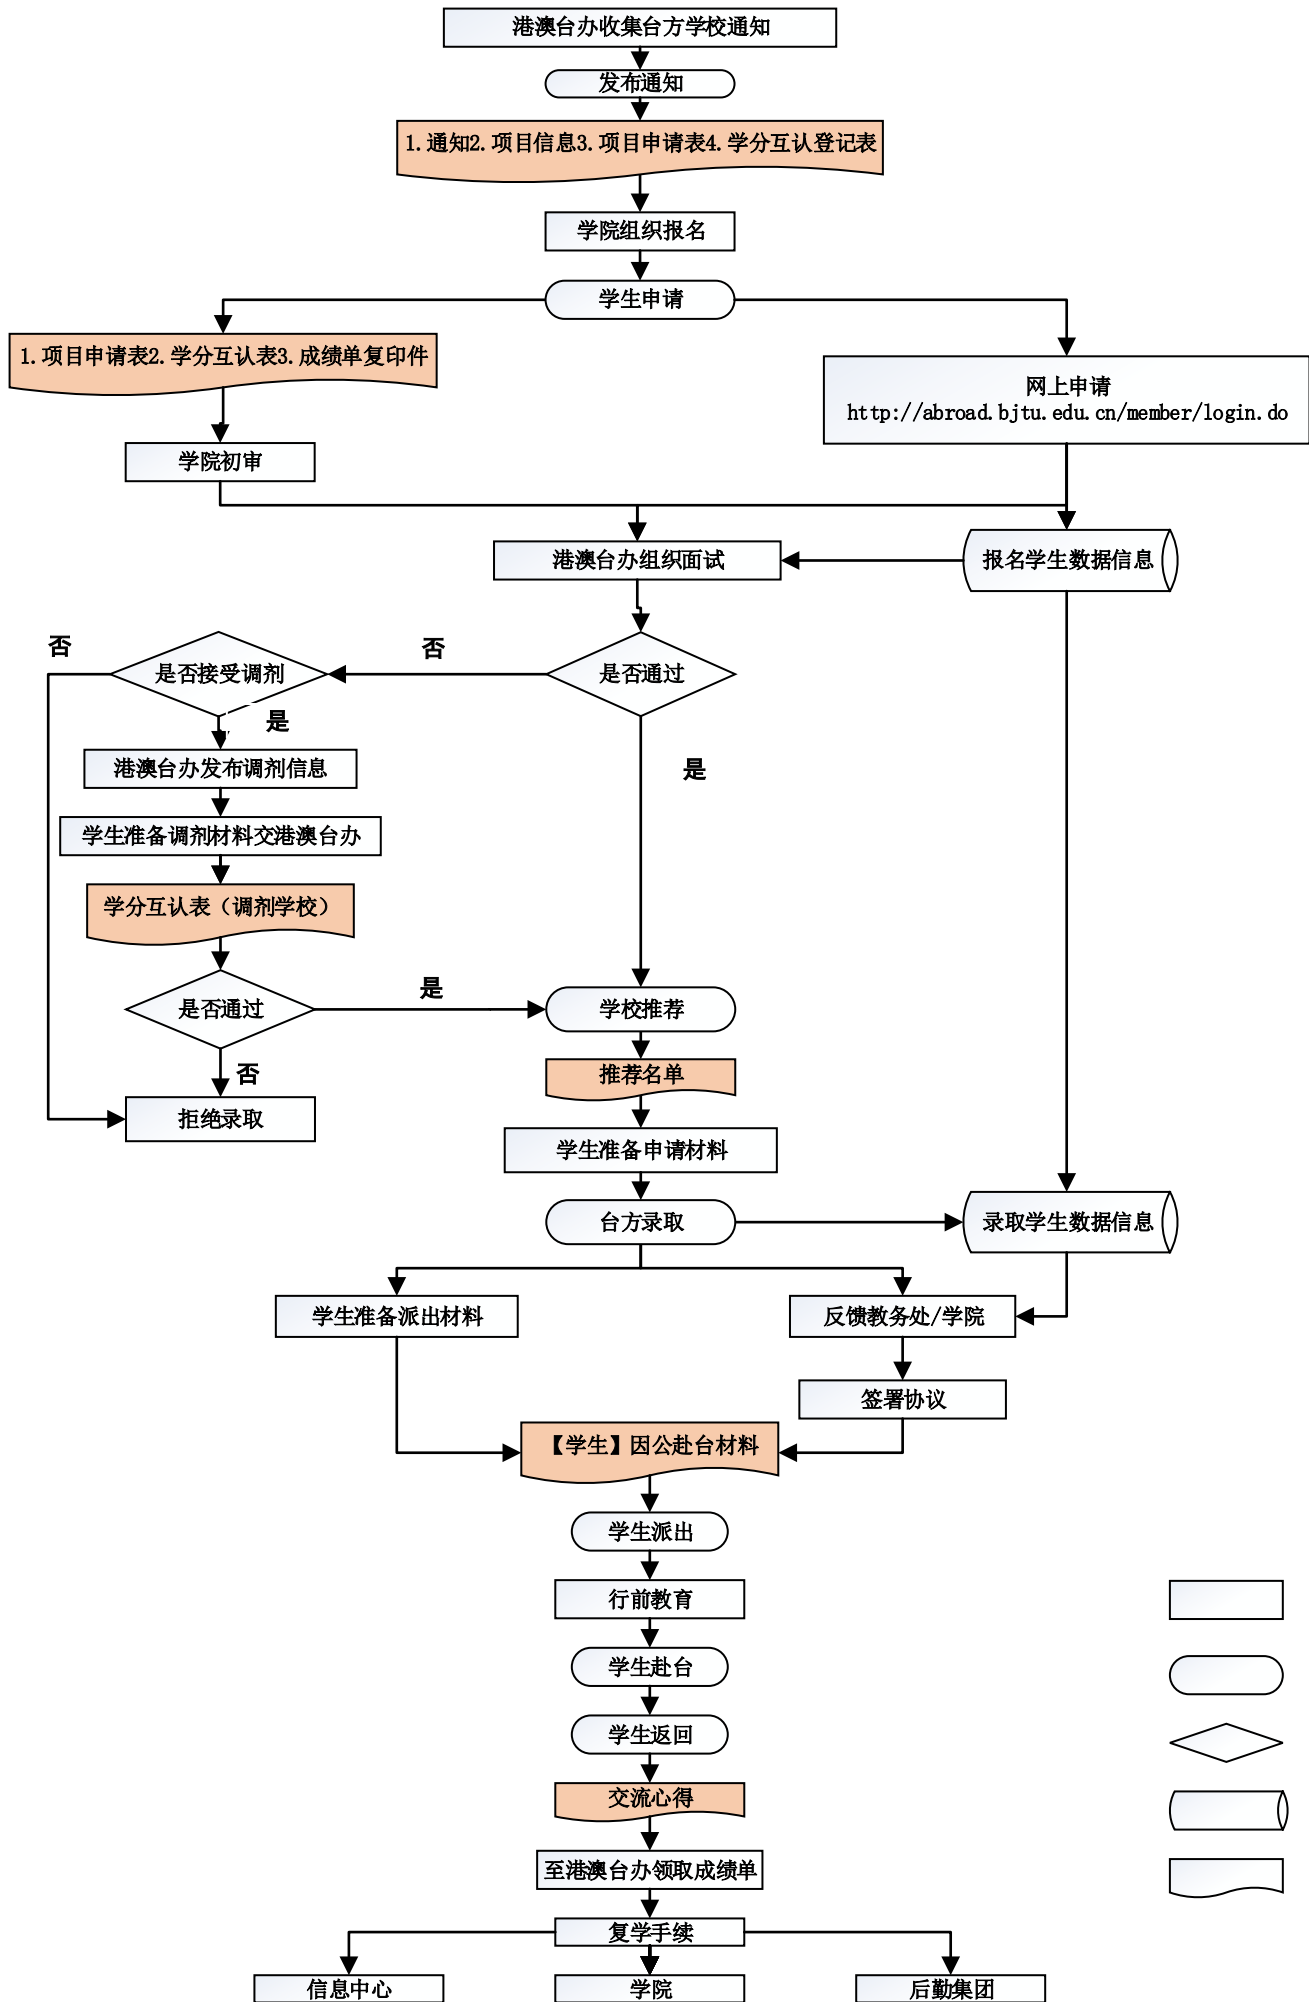 港澳台办收集台方学校通知
发布通知
1.通知2.项目信息3.项目申请表4.学分互认登记表
学院组织报名
学生申请
1.项目申请表2.学分互认表3.成绩单复印件
网上申请
http://abroad.bjtu.edu.cn/member/login.do
学院初审
港澳台办组织面试
报名学生数据信息
否
是否接受调剂
否
是否通过
是
港澳台办发布调剂信息
是
学生准备调剂材料交港澳台办
学分互认表（调剂学校）
是否通过
是
学校推荐
否
推荐名单
拒绝录取
学生准备申请材料
台方录取
录取学生数据信息
学生准备派出材料
反馈教务处/学院
签署协议
【学生】因公赴台材料
学生派出
行前教育
学生赴台
学生返回
交流心得
至港澳台办领取成绩单
复学手续
信息中心
学院
后勤集团